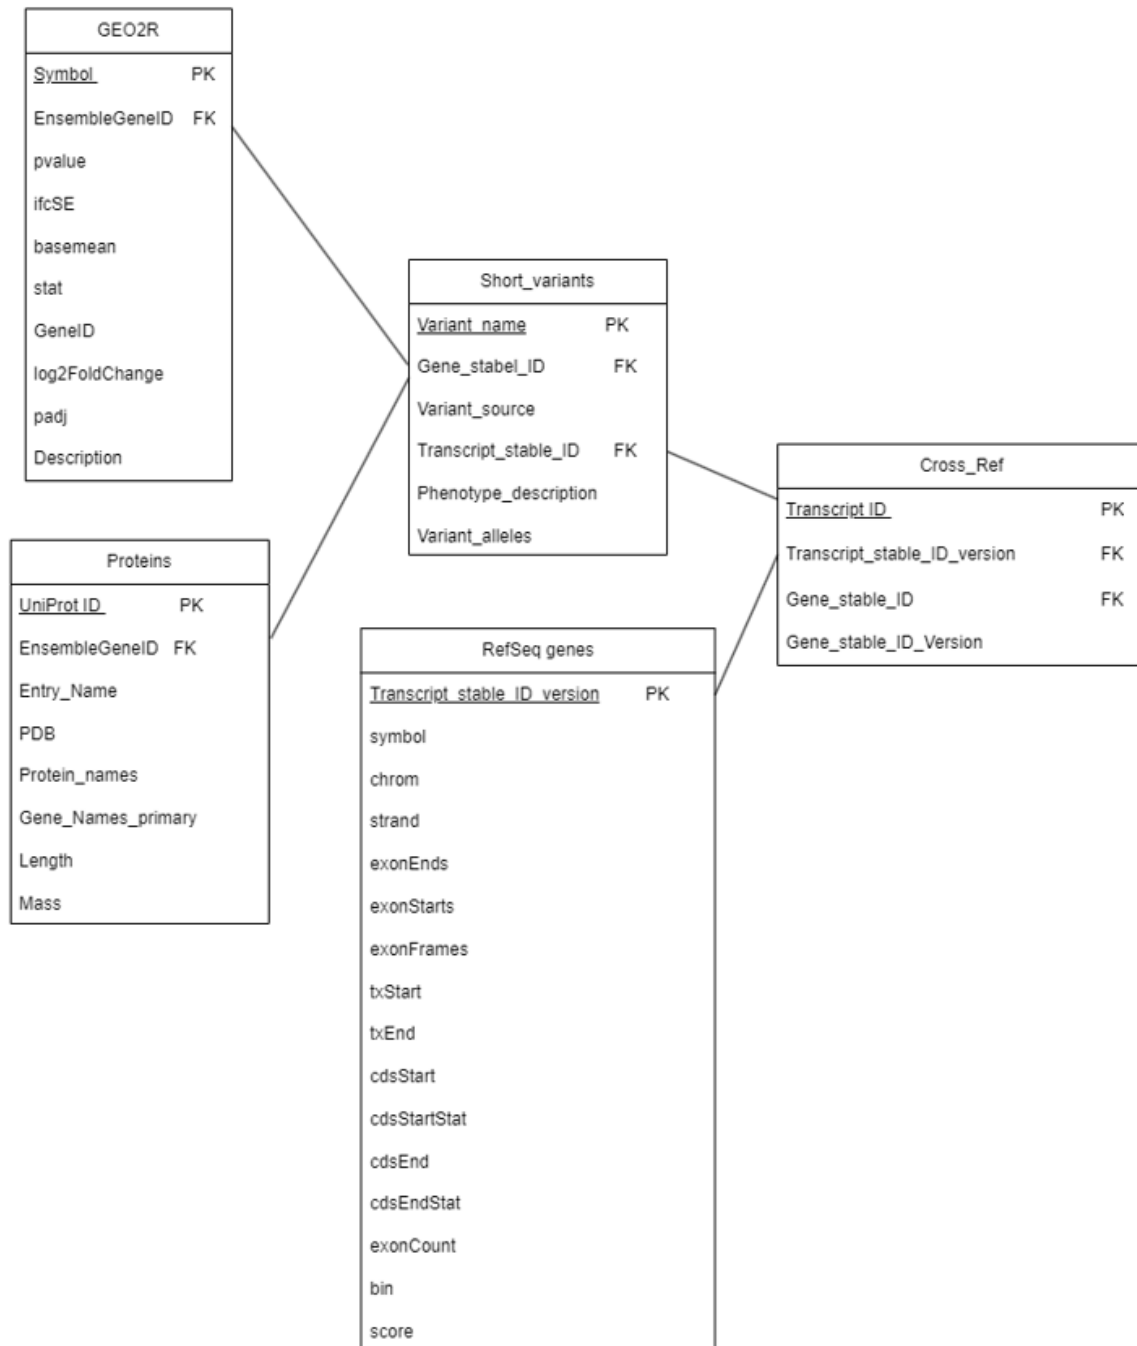 GEO2R
Symbol PK
EnsembleGeneID FK
pvalue
ifcSE
basemean
stat
GeneID
log2FoldChange
padj
Description
Short_variants
Variant_name PK
Gene_stabel_ID FK
Variant_source
Transcript_stable_ID FK
Phenotype_description
Variant_alleles
Cross_Ref
Transcript ID PK
Transcript_stable_ID_version FK
Gene_stable_ID FK
Gene_stable_ID_Version
Proteins
UniProt ID PK
EnsembleGeneID FK
Entry_Name
PDB
Protein_names
Gene_Names_primary
Length
Mass
RefSeq genes
Transcript_stable_ID_version PK
symbol
chrom
strand
exonEnds
exonStarts
exonFrames
txStart
txEnd
cdsStart
cdsStartStat
cdsEnd
cdsEndStat
exonCount
bin
score